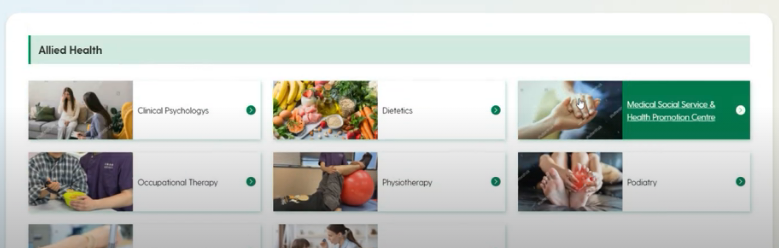 Allied Health
Clinical Psychologys
Dietetics
Medical Social Service &
Health Promotion Centre
Occupational Therapy
Physiotherapy
Podiatry